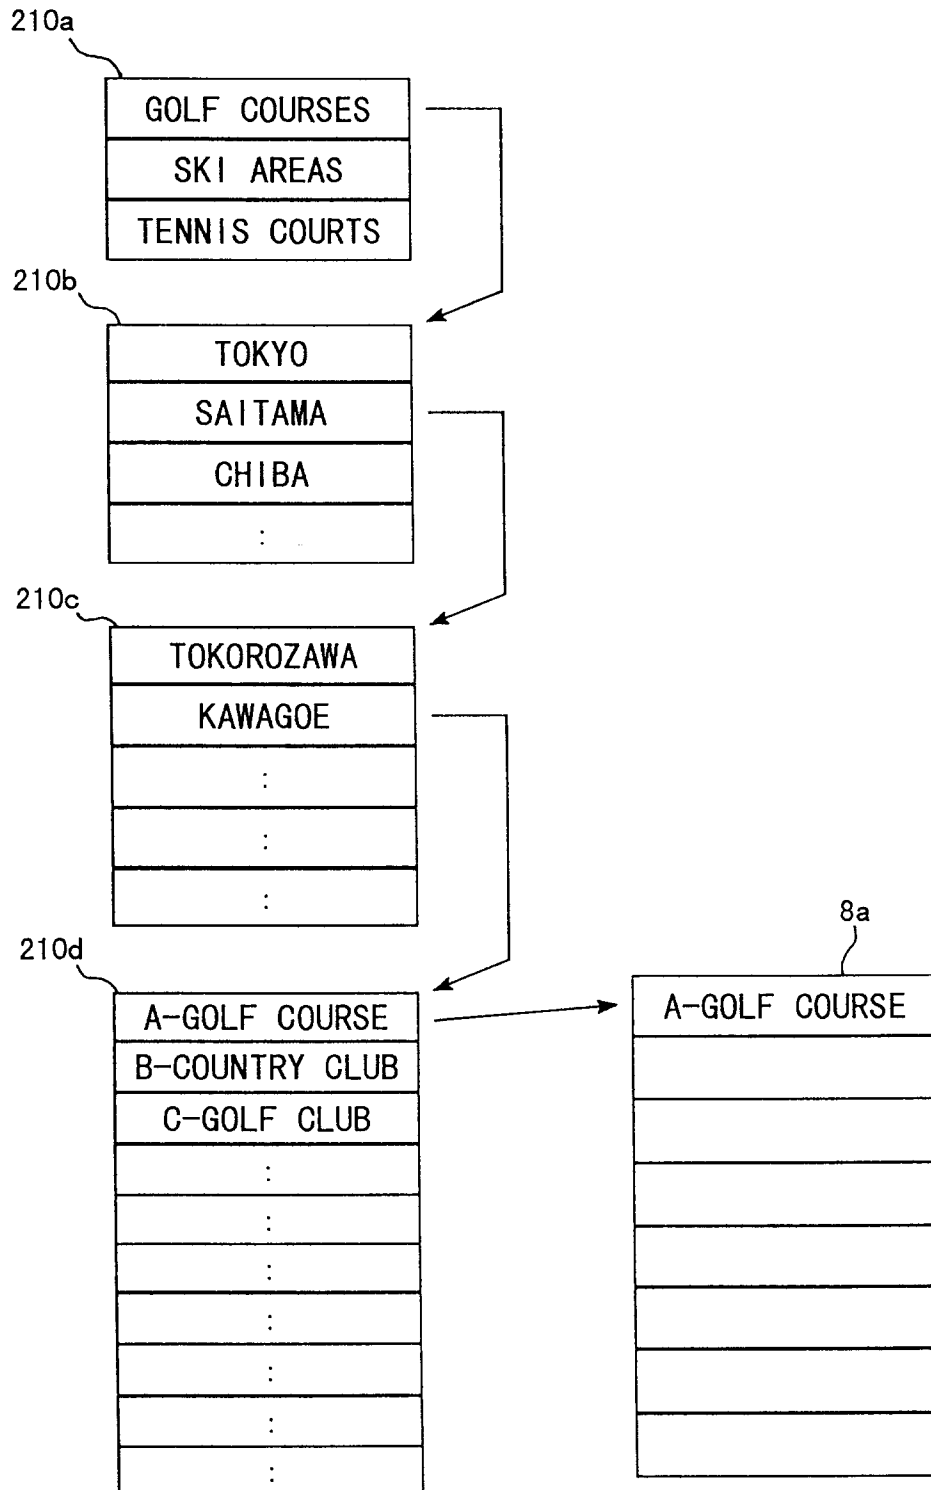 210a
GOLF COURSES
SKI AREAS
TENNIS COURTS
210b
TOKYO
SAITAMA
CHIBA
:
210c
TOKOROZAWA
KAWAGOE
:
:
:
210d
A-GOLF COURSE
B-COUNTRY CLUB
C-GOLF CLUB
:
:
:
:
:
:
:
8a
A-GOLF COURSE